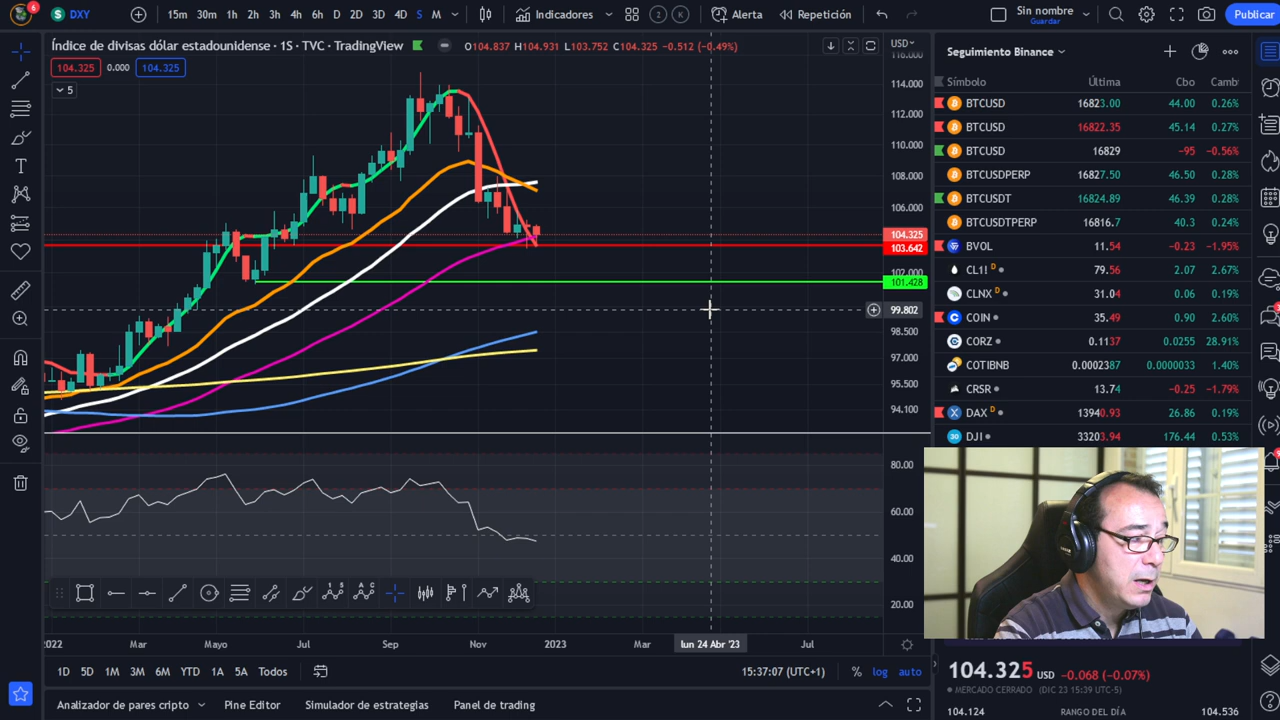 6
DXY
15m 30m 1h 2h 3h 4h 6h D 2D 3D 4D S M
Indicadores
2 K
Alerta
Repetición
Sin nombre
Guardar
Publicar
Índice de divisas dólar estadounidense · 1S · TVC · TradingView
O104.837 H104.931 L103.752 C104.325 -0.512 (-0.49%)
USD
104.325 0.000 104.325
5
116.000
114.000
112.000
110.000
108.000
106.000
104.325
103.642
102.000
101.428
99.802
98.500
97.000
95.500
94.100
80.00
60.00
40.00
20.00
2022 Mar Mayo Jul Sep Nov 2023 Mar lun 24 Abr '23 Jul
1D 5D 1M 3M 6M YTD 1A 5A Todos
15:37:07 (UTC+1)
% log auto
Analizador de pares cripto
Pine Editor
Simulador de estrategias
Panel de trading
Seguimiento Binance
Símbolo Última Cbo Camb
BTCUSD 16823.00 44.00 0.26%
BTCUSD 16822.35 45.14 0.27%
BTCUSD 16829 -95 -0.56%
BTCUSDPERP 16827.50 46.50 0.28%
BTCUSDT 16824.89 46.39 0.28%
BTCUSDTPERP 16816.7 40.3 0.24%
BVOL 11.54 -0.23 -1.95%
CL11 D 79.56 2.07 2.67%
CLNX D 31.04 0.06 0.19%
COIN 35.49 0.90 2.60%
CORZ 0.1137 0.0255 28.91%
COTIBNB 0.0002387 0.0000033 1.40%
CRSR 13.74 -0.25 -1.79%
DAX D 13940.93 26.86 0.19%
DJI 33203.94 176.44 0.53%
104.325 USD -0.068 (-0.07%)
MERCADO CERRADO (DIC 23 15:39 UTC-5)
104.124 RANGO DEL DÍA 104.536